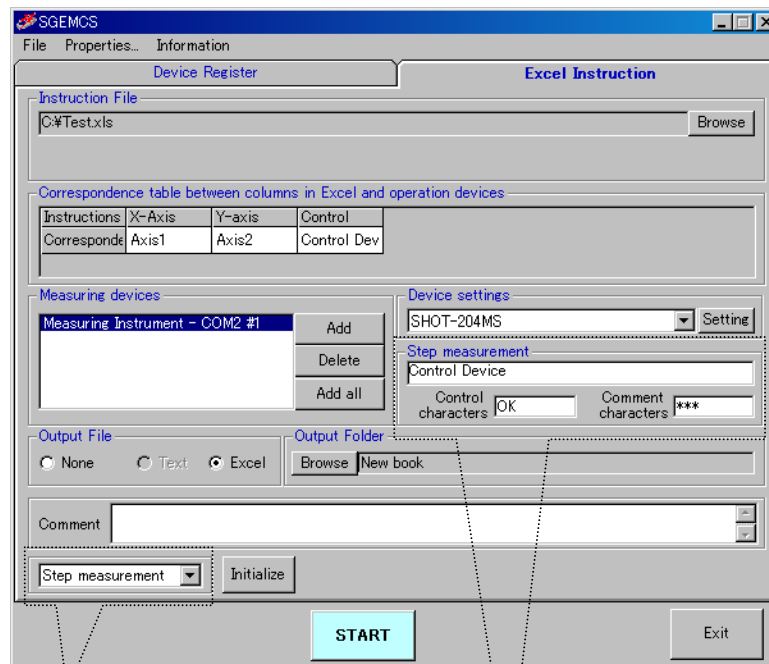 SGEMCS
File Properties... Information
Device Register Excel Instruction
Instruction File
C:¥Test.xls Browse
Correspondence table between columns in Excel and operation devices
Instructions X-Axis Y-axis Control
Corresponde Axis1 Axis2 Control Dev
Measuring devices Device settings
Measuring Instrument - COM2 #1 Add SHOT-204MS Setting
Delete Step measurement
Control Device
Add all Control characters OK Comment characters ***
Output File Output Folder
None Text Excel Browse New book
Comment
Step measurement Initialize
START Exit